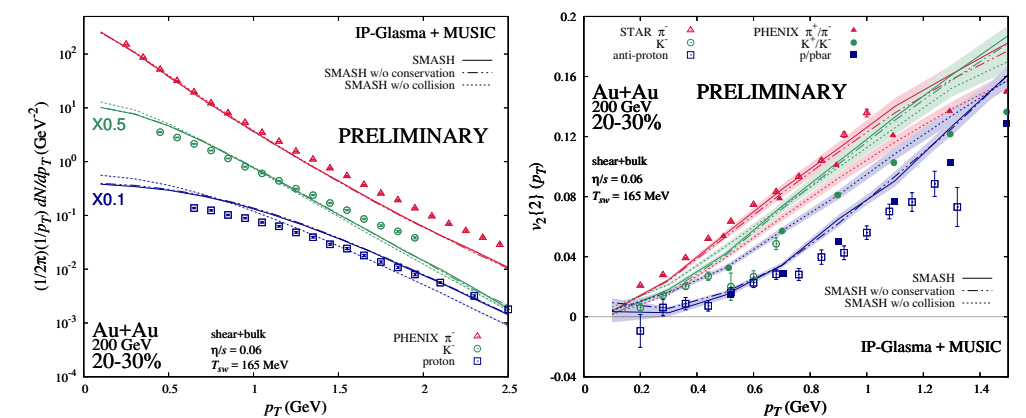 IP-Glasma + MUSIC
SMASH
SMASH w/o conservation
SMASH w/o collision
PRELIMINARY
X0.5
X0.1
Au+Au
200 GeV
20-30%
shear+bulk
η/s = 0.06
T_sw = 165 MeV
PHENIX π⁻
K⁻
proton
(1/2π)(1/p_T) dN/dp_T (GeV⁻²)
10²
10¹
10⁰
10⁻¹
10⁻²
10⁻³
10⁻⁴
0 0.5 1 1.5 2 2.5
p_T (GeV)
STAR π⁻
K⁻
anti-proton
PHENIX π⁺/π⁻
K⁺/K⁻
p/pbar
Au+Au
200 GeV
20-30%
PRELIMINARY
shear+bulk
η/s = 0.06
T_sw = 165 MeV
SMASH
SMASH w/o conservation
SMASH w/o collision
IP-Glasma + MUSIC
v₂{2} (p_T)
0.2
0.16
0.12
0.08
0.04
0
-0.04
0 0.2 0.4 0.6 0.8 1 1.2 1.4
p_T (GeV)